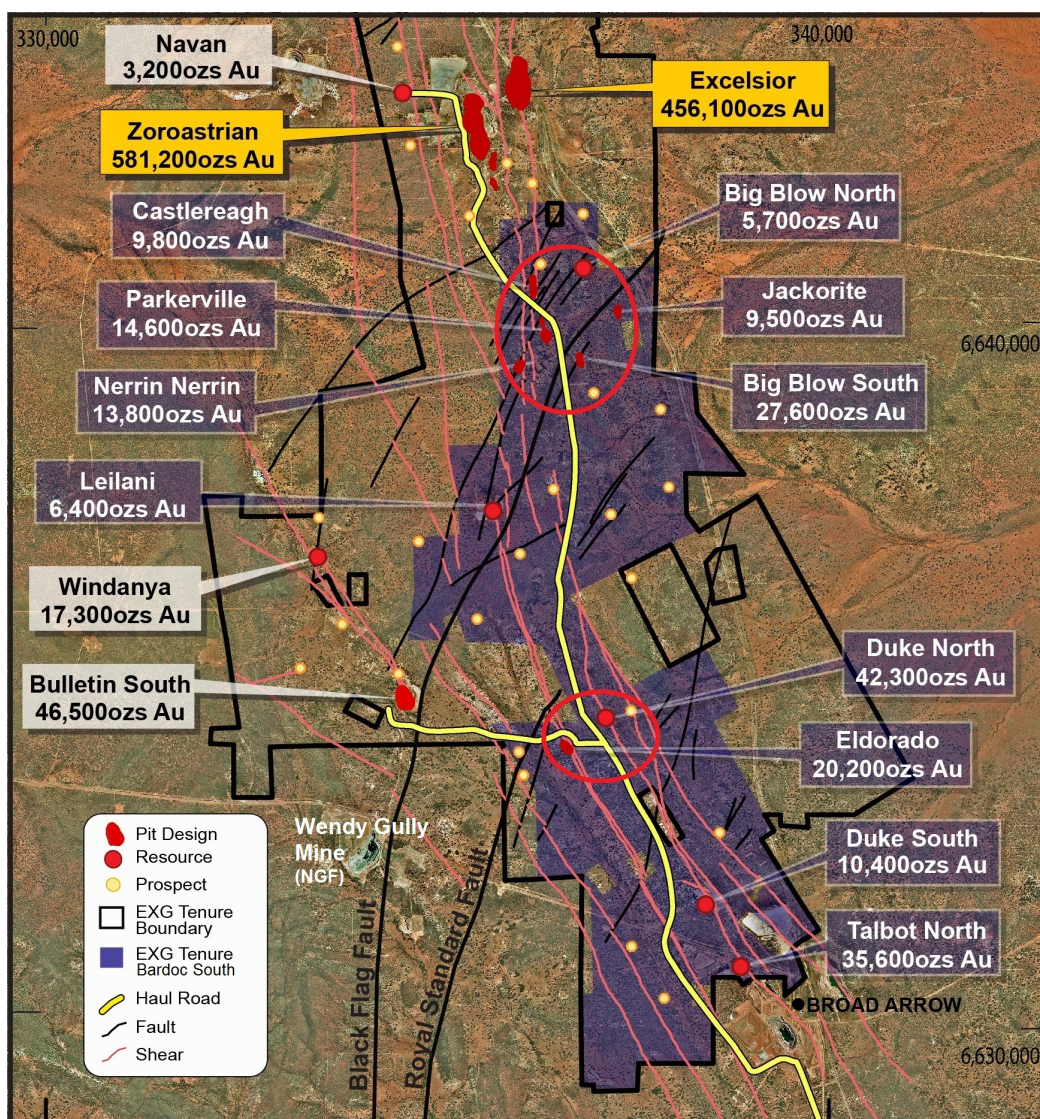 330,000
340,000
Navan
3,200ozs Au
Excelsior
456,100ozs Au
Zoroastrian
581,200ozs Au
Castlereagh
9,800ozs Au
Big Blow North
5,700ozs Au
Parkerville
14,600ozs Au
Jackorite
9,500ozs Au
6,640,000
Nerrin Nerrin
13,800ozs Au
Big Blow South
27,600ozs Au
Leilani
6,400ozs Au
Windanya
17,300ozs Au
Duke North
42,300ozs Au
Bulletin South
46,500ozs Au
Eldorado
20,200ozs Au
Wendy Gully
Mine
(NGF)
Duke South
10,400ozs Au
Talbot North
35,600ozs Au
Black Flag Fault
Royal Standard Fault
BROAD ARROW
6,630,000
Pit Design
Resource
Prospect
EXG Tenure
Boundary
EXG Tenure
Bardoc South
Haul Road
Fault
Shear